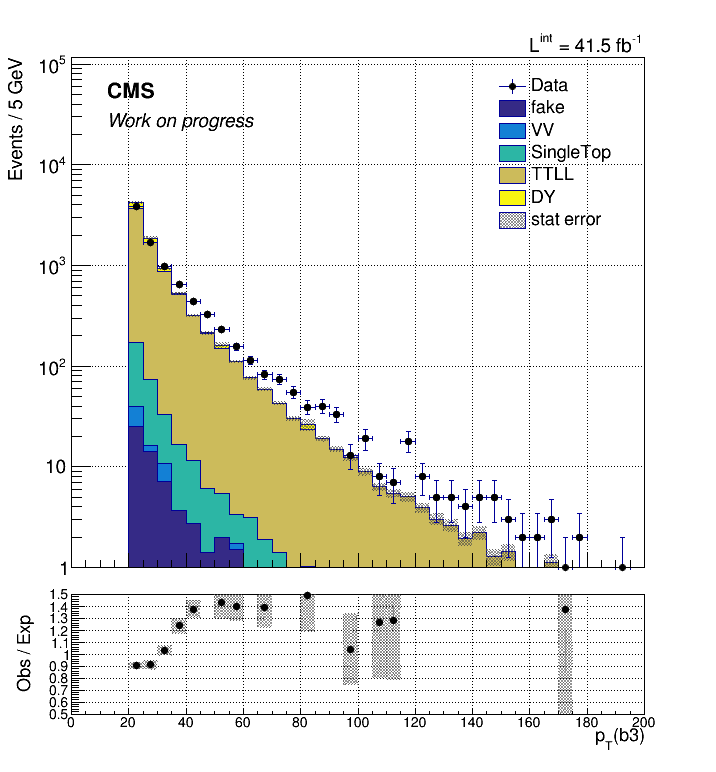 L^int = 41.5 fb^-1
Events / 5 GeV
10^5
10^4
10^3
10^2
10
1
CMS
Work on progress
Data
fake
VV
SingleTop
TTLL
DY
stat error
Obs / Exp
1.5
1.4
1.3
1.2
1.1
1
0.9
0.8
0.7
0.6
0.5
0 20 40 60 80 100 120 140 160 180 200
p_T(b3)